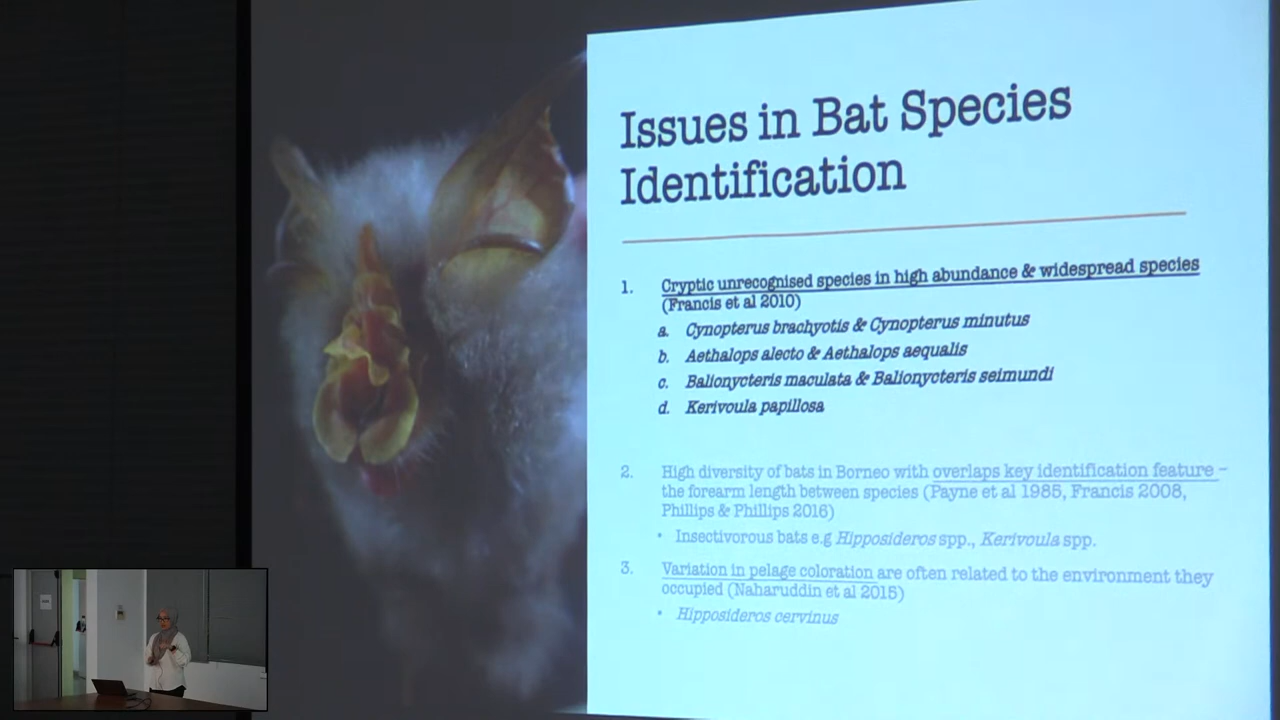 Issues in Bat Species
Identification
1. Cryptic unrecognised species in high abundance & widespread species
(Francis et al 2010)
a. Cynopterus brachyotis & Cynopterus minutus
b. Aethalops alecto & Aethalops aequalis
c. Balionycteris maculata & Balionycteris seimundi
d. Kerivoula papillosa
2. High diversity of bats in Borneo with overlaps key identification feature –
the forearm length between species (Payne et al 1985, Francis 2008,
Phillips & Phillips 2016)
• Insectivorous bats e.g Hipposideros spp., Kerivoula spp.
3. Variation in pelage coloration are often related to the environment they
occupied (Naharuddin et al 2015)
• Hipposideros cervinus